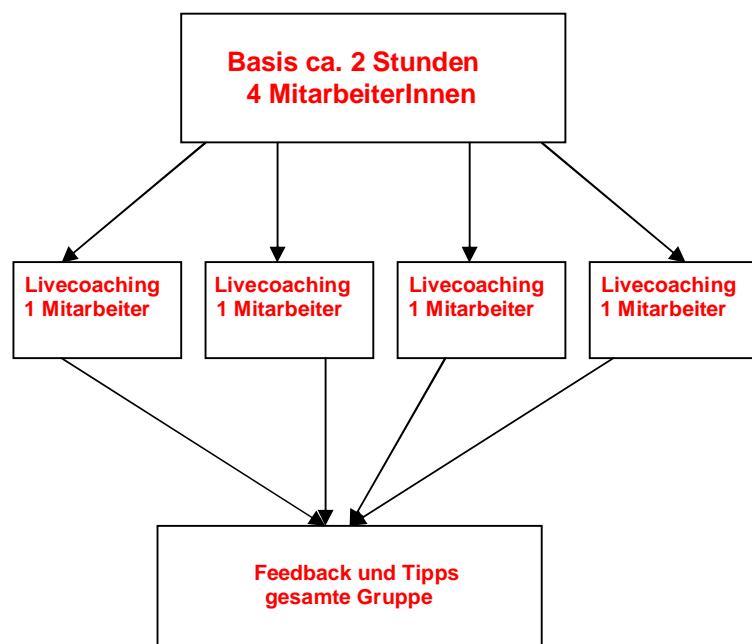 Basis ca. 2 Stunden
4 MitarbeiterInnen
Livecoaching
1 Mitarbeiter
Livecoaching
1 Mitarbeiter
Livecoaching
1 Mitarbeiter
Livecoaching
1 Mitarbeiter
Feedback und Tipps
gesamte Gruppe